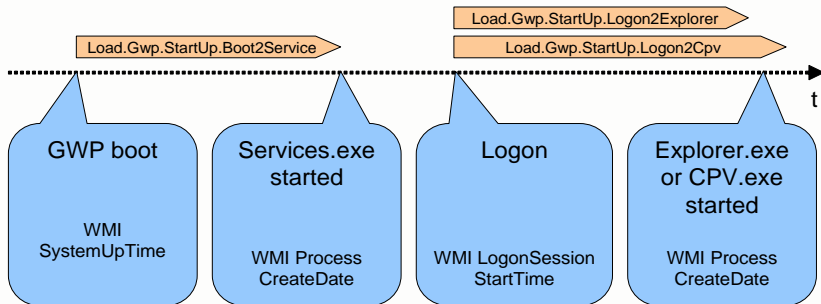 Load.Gwp.StartUp.Logon2Explorer
Load.Gwp.StartUp.Boot2Service
Load.Gwp.StartUp.Logon2Cpv
t
GWP boot
WMI
SystemUpTime
Services.exe
started
WMI Process
CreateDate
Logon
WMI LogonSession
StartTime
Explorer.exe
or CPV.exe
started
WMI Process
CreateDate